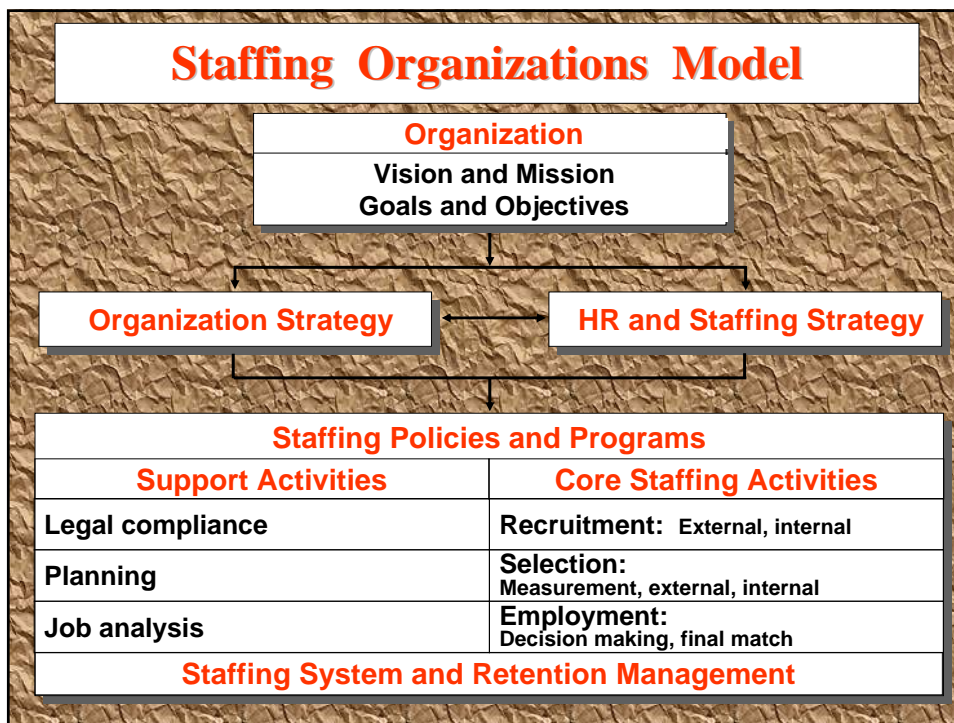 Staffing Organizations Model
Organization
Vision and Mission
Goals and Objectives
Organization Strategy
HR and Staffing Strategy
Staffing Policies and Programs
Support Activities
Core Staffing Activities
Legal compliance
Recruitment: External, internal
Planning
Selection:
Measurement, external, internal
Job analysis
Employment:
Decision making, final match
Staffing System and Retention Management